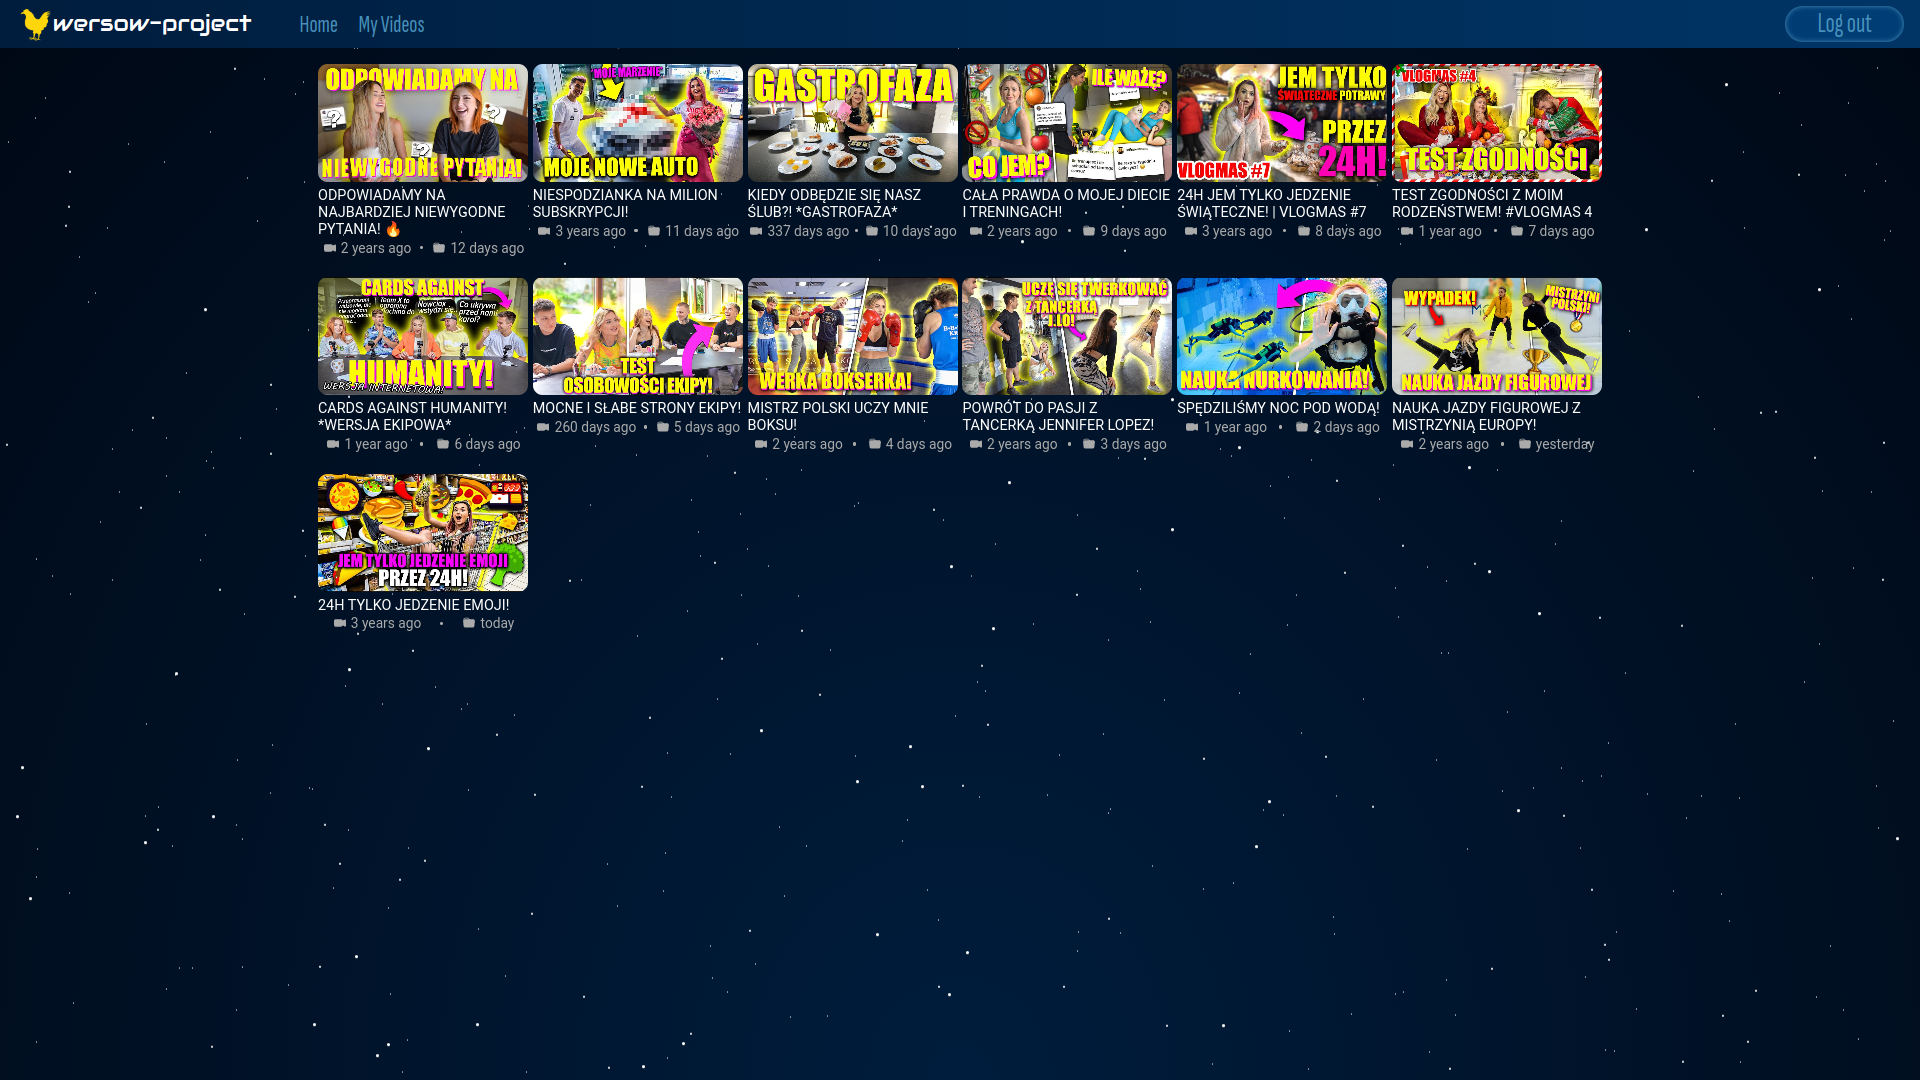 wersow-project
Home
My Videos
Log out
ODPOWIADAMY NA
NIEWYGODNE PYTANIA!
ODPOWIADAMY NA
NAJBARDZIEJ NIEWYGODNE
PYTANIA! 🔥
2 years ago • 12 days ago
MOJE MARZENIE
MOJE NOWE AUTO
NIESPODZIANKA NA MILION
SUBSKRYPCJI!
3 years ago • 11 days ago
GASTROFAZA
KIEDY ODBĘDZIE SIĘ NASZ
ŚLUB?! *GASTROFAZA*
337 days ago • 10 days ago
ILE WAŻĘ?
CO JEM?
CAŁA PRAWDA O MOJEJ DIECIE
I TRENINGACH!
2 years ago • 9 days ago
JEM TYLKO
ŚWIĄTECZNE POTRAWY
PRZEZ
24H!
VLOGMAS #7
24H JEM TYLKO JEDZENIE
ŚWIĄTECZNE! | VLOGMAS #7
3 years ago • 8 days ago
VLOGMAS #4
TEST ZGODNOŚCI
TEST ZGODNOŚCI Z MOIM
RODZEŃSTWEM! #VLOGMAS 4
1 year ago • 7 days ago
CARDS AGAINST
HUMANITY!
WERSJA INTERNETOWA!
CARDS AGAINST HUMANITY!
*WERSJA EKIPOWA*
1 year ago • 6 days ago
TEST
OSOBOWOŚCI EKIPY!
MOCNE I SŁABE STRONY EKIPY!
260 days ago • 5 days ago
WERKA BOKSERKA!
MISTRZ POLSKI UCZY MNIE
BOKSU!
2 years ago • 4 days ago
UCZĘ SIĘ TWERKOWAĆ
Z TANCERKĄ
J.LO!
POWRÓT DO PASJI Z
TANCERKĄ JENNIFER LOPEZ!
2 years ago • 3 days ago
NAUKA NURKOWANIA!
SPĘDZILIŚMY NOC POD WODĄ!
1 year ago • 2 days ago
WYPADEK!
MISTRZYNI
POLSKI!
NAUKA JAZDY FIGUROWEJ
NAUKA JAZDY FIGUROWEJ Z
MISTRZYNIĄ EUROPY!
2 years ago • yesterday
JEM TYLKO JEDZENIE EMOJI
PRZEZ 24H!
24H TYLKO JEDZENIE EMOJI!
3 years ago • today